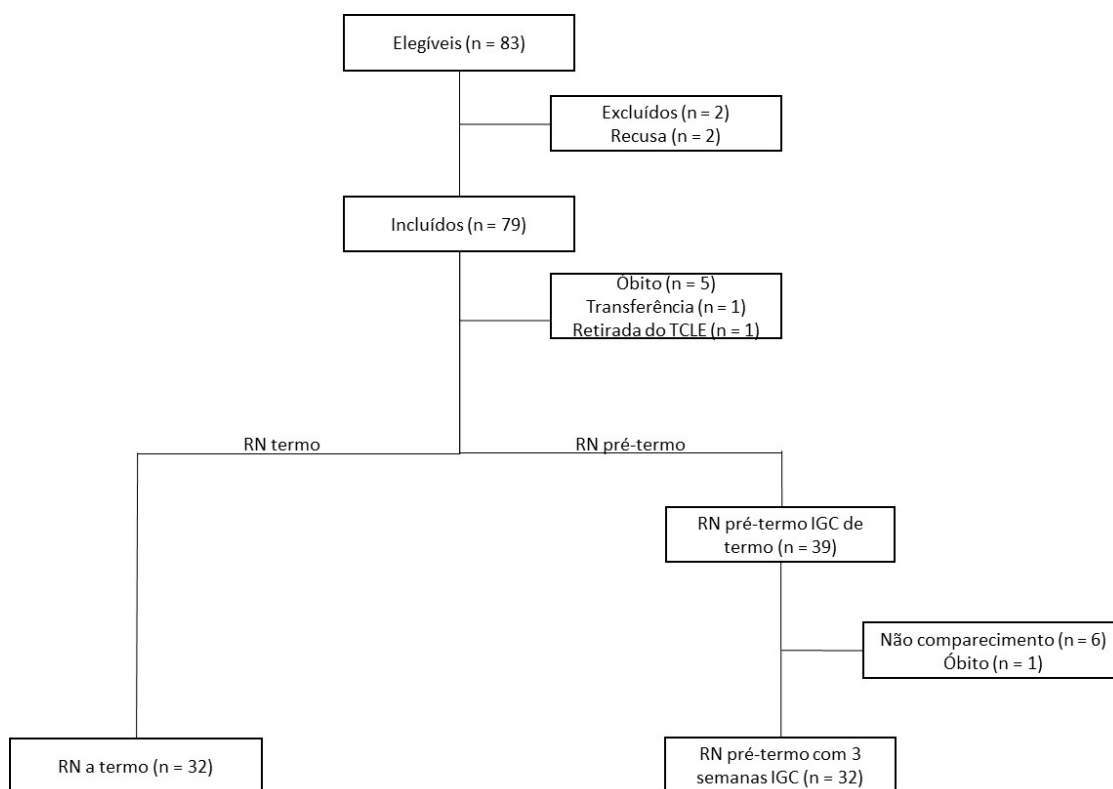 Elegíveis (n = 83)
Excluídos (n = 2)
Recusa (n = 2)
Incluídos (n = 79)
Óbito (n = 5)
Transferência (n = 1)
Retirada do TCLE (n = 1)
RN termo
RN pré-termo
RN pré-termo IGC de
termo (n = 39)
Não comparecimento (n = 6)
Óbito (n = 1)
RN a termo (n = 32)
RN pré-termo com 3
semanas IGC (n = 32)